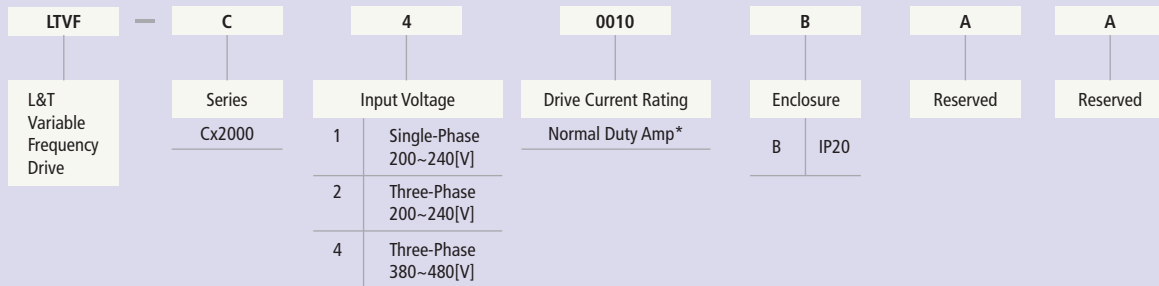 LTVF — C 4 0010 B A A
L&T
Variable
Frequency
Drive
Series
Cx2000
Input Voltage
1 Single-Phase
200~240[V]
2 Three-Phase
200~240[V]
4 Three-Phase
380~480[V]
Drive Current Rating
Normal Duty Amp*
Enclosure
B IP20
Reserved
Reserved